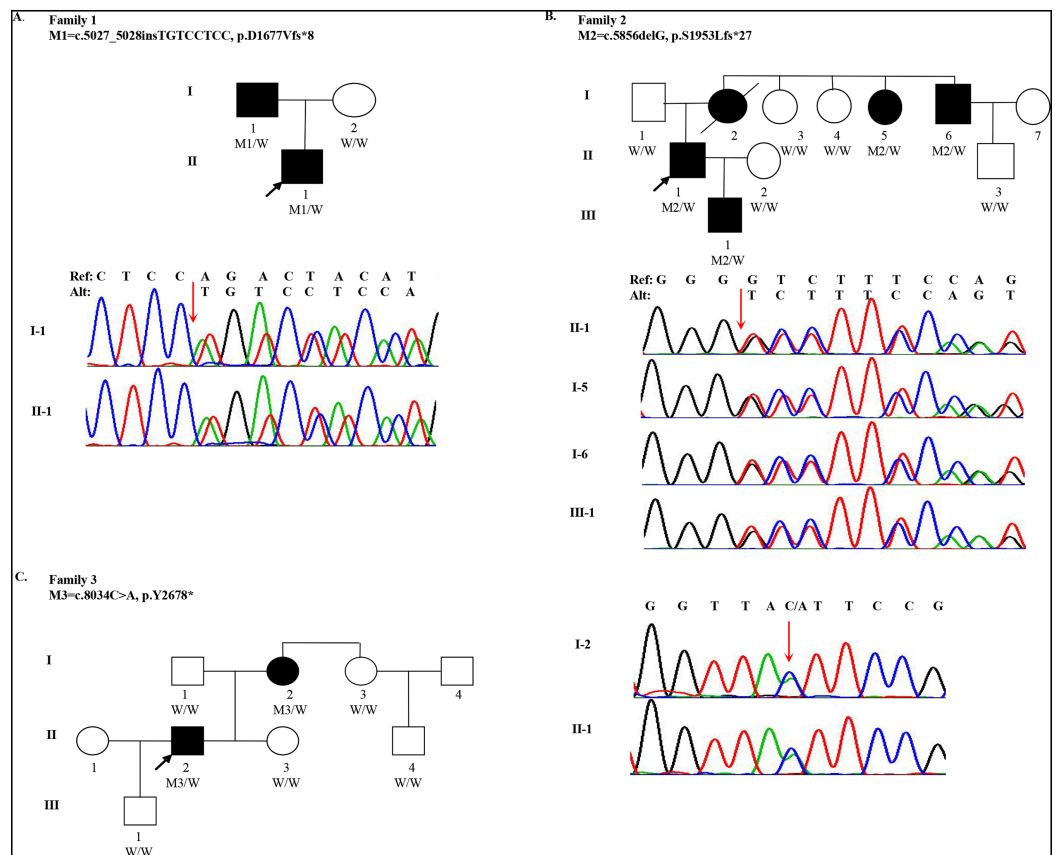 A.
Family 1
M1=c.5027_5028insTGTCCTCC, p.D1677Vfs*8
I
1
M1/W
2
W/W
II
1
M1/W
Ref: C T C C A G A C T A C A T
Alt: T G T C C T C C A
I-1
II-1
B.
Family 2
M2=c.5856delG, p.S1953Lfs*27
I
1
W/W
2
3
W/W
4
W/W
5
M2/W
6
M2/W
7
II
1
M2/W
2
W/W
3
W/W
III
1
M2/W
Ref: G G G G T C T T T C C A G
Alt: T C T T T C C A G T
II-1
I-5
I-6
III-1
C.
Family 3
M3=c.8034C>A, p.Y2678*
I
1
W/W
2
M3/W
3
W/W
4
II
1
2
M3/W
3
W/W
4
W/W
III
1
W/W
G G T T A C/A T T C C G
I-2
II-1